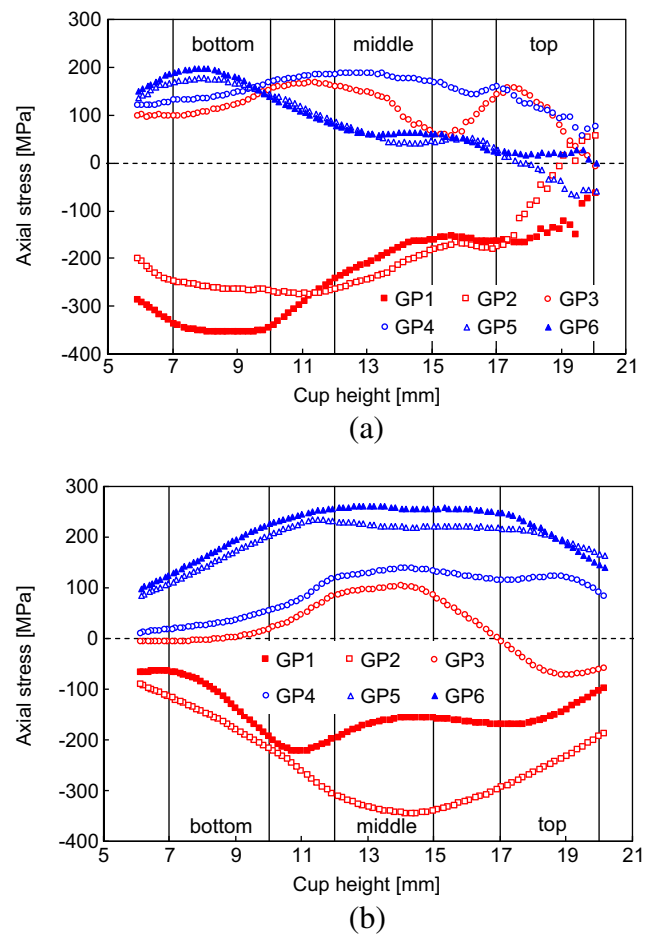 300
bottom middle top
200
100
0
-100
-200
-300
-400
Axial stress [MPa]
GP1 GP2 GP3
GP4 GP5 GP6
5 7 9 11 13 15 17 19 21
Cup height [mm]
(a)
300
200
100
0
-100
-200
-300
-400
Axial stress [MPa]
GP1 GP2 GP3
GP4 GP5 GP6
bottom middle top
5 7 9 11 13 15 17 19 21
Cup height [mm]
(b)